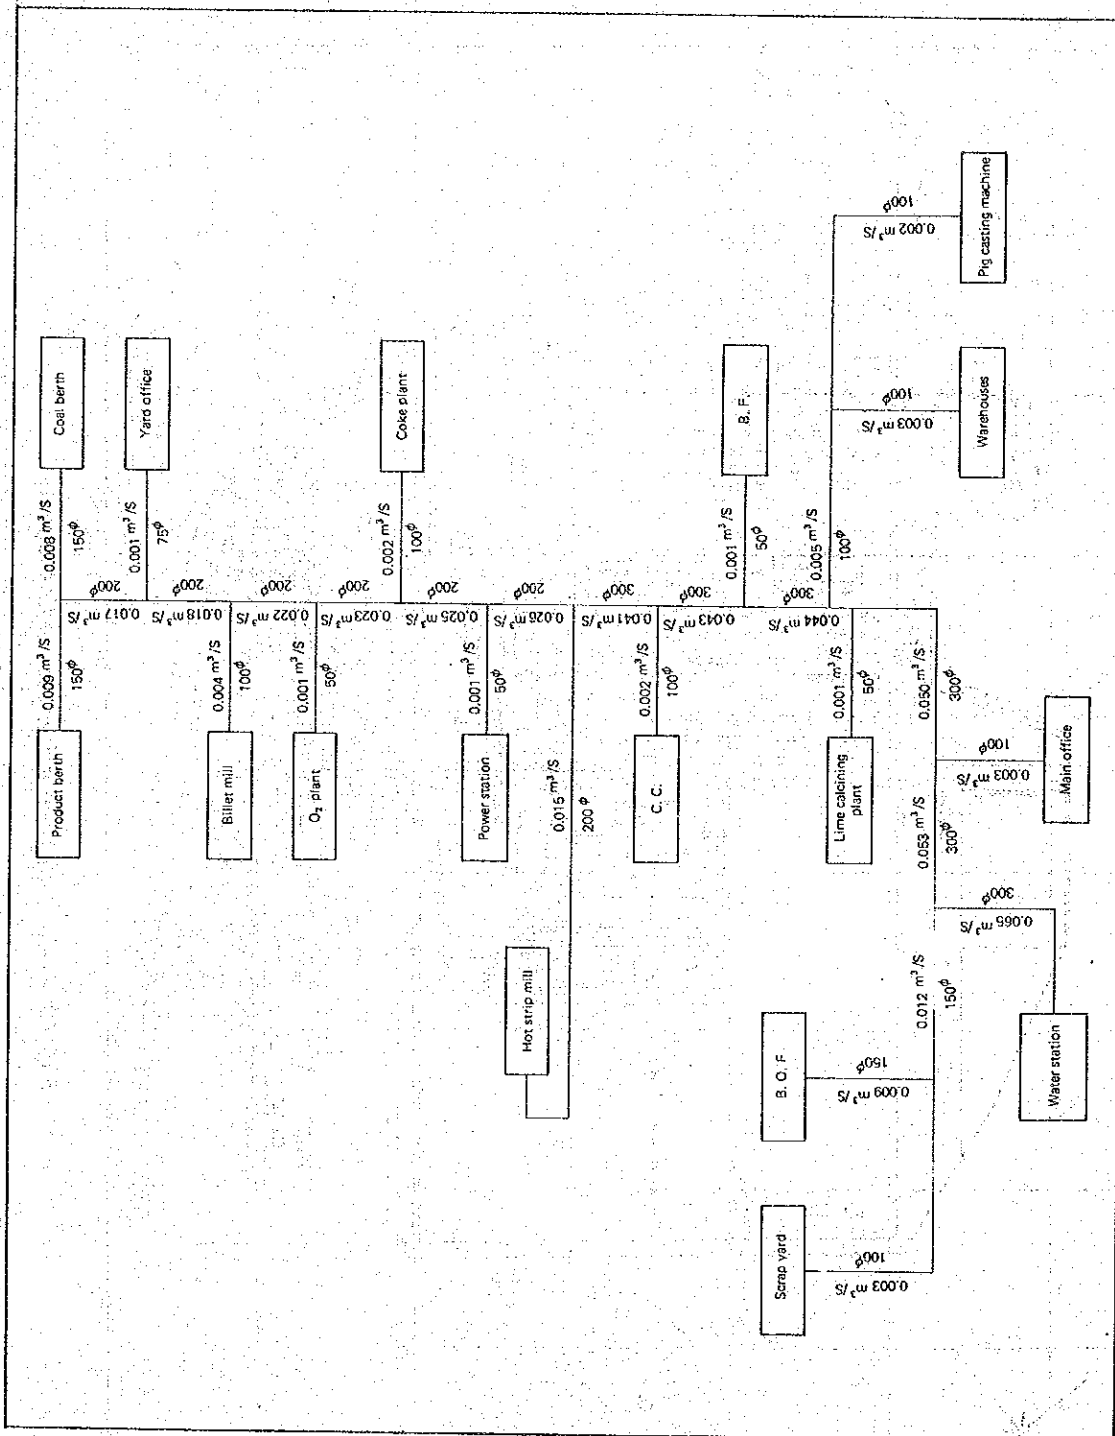 Coal berth
0.008 m³/S
150ᶲ
0.009 m³/S
150ᶲ
Product berth
200ᶲ
0.017 m³/S
Yard office
0.001 m³/S
75ᶲ
200ᶲ
0.018 m³/S
Billet mill
0.004 m³/S
100ᶲ
200ᶲ
0.022 m³/S
O₂ plant
0.001 m³/S
50ᶲ
200ᶲ
0.023 m³/S
Coke plant
0.002 m³/S
100ᶲ
200ᶲ
0.025 m³/S
Power station
0.001 m³/S
50ᶲ
200ᶲ
0.026 m³/S
Hot strip mill
0.015 m³/S
200ᶲ
300ᶲ
0.041 m³/S
C. C.
0.002 m³/S
100ᶲ
300ᶲ
0.043 m³/S
B. F.
0.001 m³/S
50ᶲ
300ᶲ
0.044 m³/S
0.005 m³/S
100ᶲ
100ᶲ
0.003 m³/S
Warehouses
100ᶲ
0.002 m³/S
Pig casting machine
Lime calcining
plant
0.001 m³/S
50ᶲ
0.050 m³/S
300ᶲ
100ᶲ
0.003 m³/S
Main office
0.053 m³/S
300ᶲ
300ᶲ
0.065 m³/S
Water station
0.012 m³/S
150ᶲ
B. O. F
150ᶲ
0.009 m³/S
Scrap yard
100ᶲ
0.003 m³/S